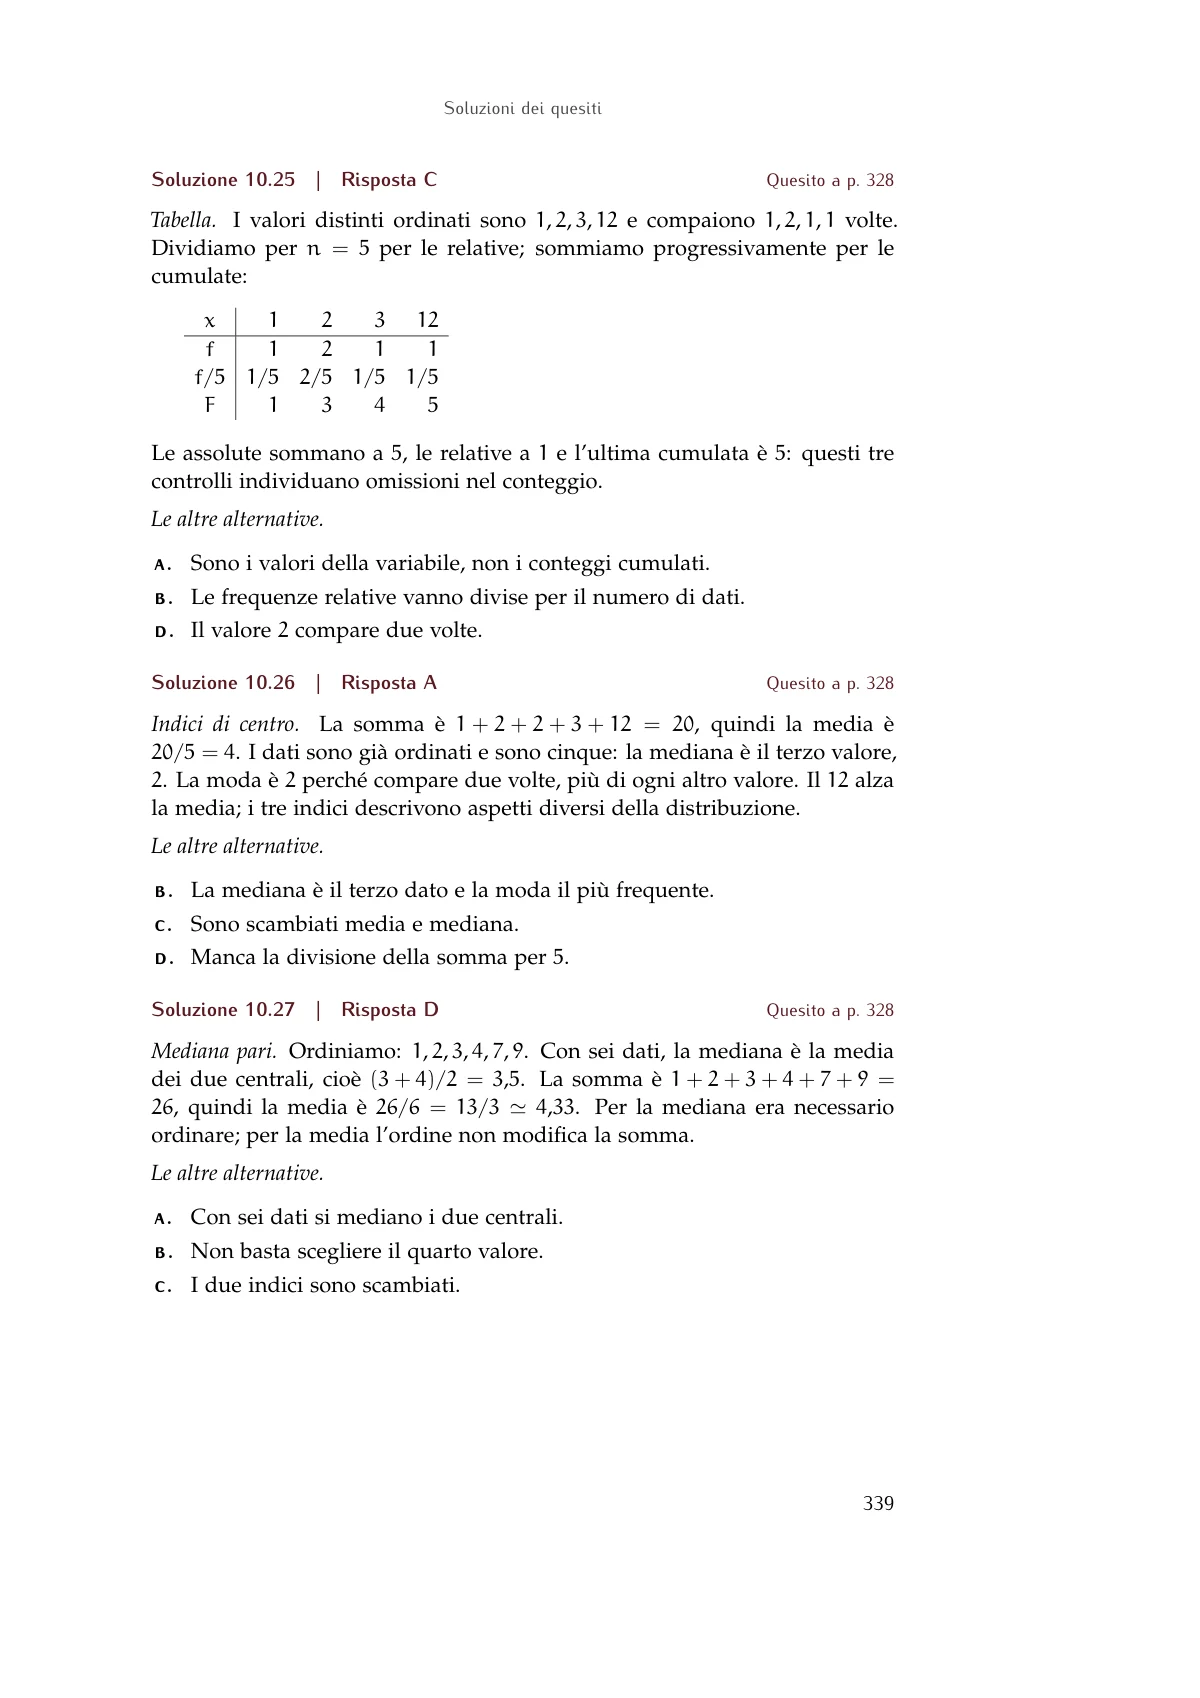 Soluzioni dei quesiti
Soluzione 10.25 | Risposta C Quesito a p. 328
Tabella. I valori distinti ordinati sono 1, 2, 3, 12 e compaiono 1, 2, 1, 1 volte.
Dividiamo per n = 5 per le relative; sommiamo progressivamente per le
cumulate:
x 1 2 3 12
f 1 2 1 1
f/5 1/5 2/5 1/5 1/5
F 1 3 4 5
Le assolute sommano a 5, le relative a 1 e l'ultima cumulata è 5: questi tre
controlli individuano omissioni nel conteggio.
Le altre alternative.
A. Sono i valori della variabile, non i conteggi cumulati.
B. Le frequenze relative vanno divise per il numero di dati.
D. Il valore 2 compare due volte.
Soluzione 10.26 | Risposta A Quesito a p. 328
Indici di centro. La somma è 1 + 2 + 2 + 3 + 12 = 20, quindi la media è
20/5 = 4. I dati sono già ordinati e sono cinque: la mediana è il terzo valore,
2. La moda è 2 perché compare due volte, più di ogni altro valore. Il 12 alza
la media; i tre indici descrivono aspetti diversi della distribuzione.
Le altre alternative.
B. La mediana è il terzo dato e la moda il più frequente.
C. Sono scambiati media e mediana.
D. Manca la divisione della somma per 5.
Soluzione 10.27 | Risposta D Quesito a p. 328
Mediana pari. Ordiniamo: 1, 2, 3, 4, 7, 9. Con sei dati, la mediana è la media
dei due centrali, cioè (3 + 4)/2 = 3,5. La somma è 1 + 2 + 3 + 4 + 7 + 9 =
26, quindi la media è 26/6 = 13/3 ≃ 4,33. Per la mediana era necessario
ordinare; per la media l'ordine non modifica la somma.
Le altre alternative.
A. Con sei dati si mediano i due centrali.
B. Non basta scegliere il quarto valore.
C. I due indici sono scambiati.
339